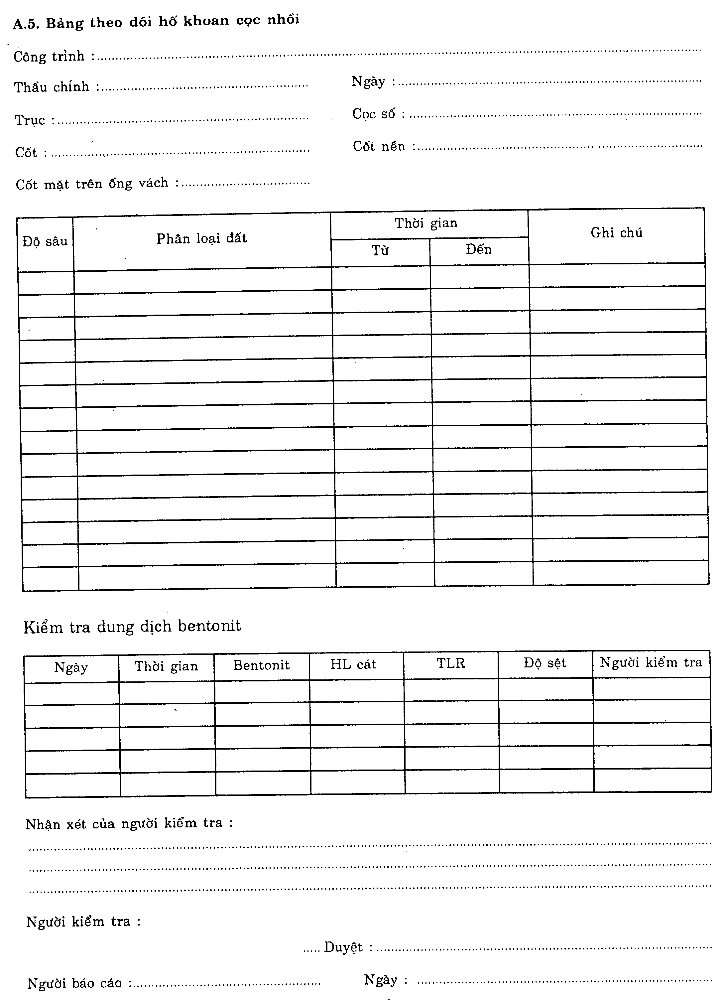 A.5. Bảng theo dõi hố khoan cọc nhồi
Công trình :
Thầu chính : Ngày :
Trục : Cọc số :
Cốt : Cốt nền :
Cốt mặt trên ống vách :
Độ sâu Phân loại đất Thời gian Ghi chú
Từ Đến
Kiểm tra dung dịch bentonit
Ngày Thời gian Bentonit HL cát TLR Độ sệt Người kiểm tra
Nhận xét của người kiểm tra :
Người kiểm tra :
Duyệt :
Người báo cáo : Ngày :